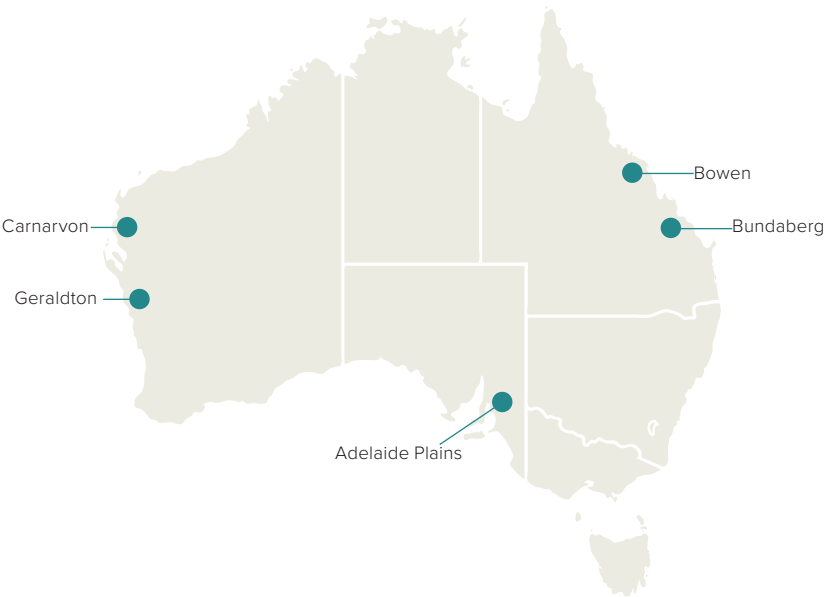 Bowen
Carnarvon
Bundaberg
Geraldton
Adelaide Plains